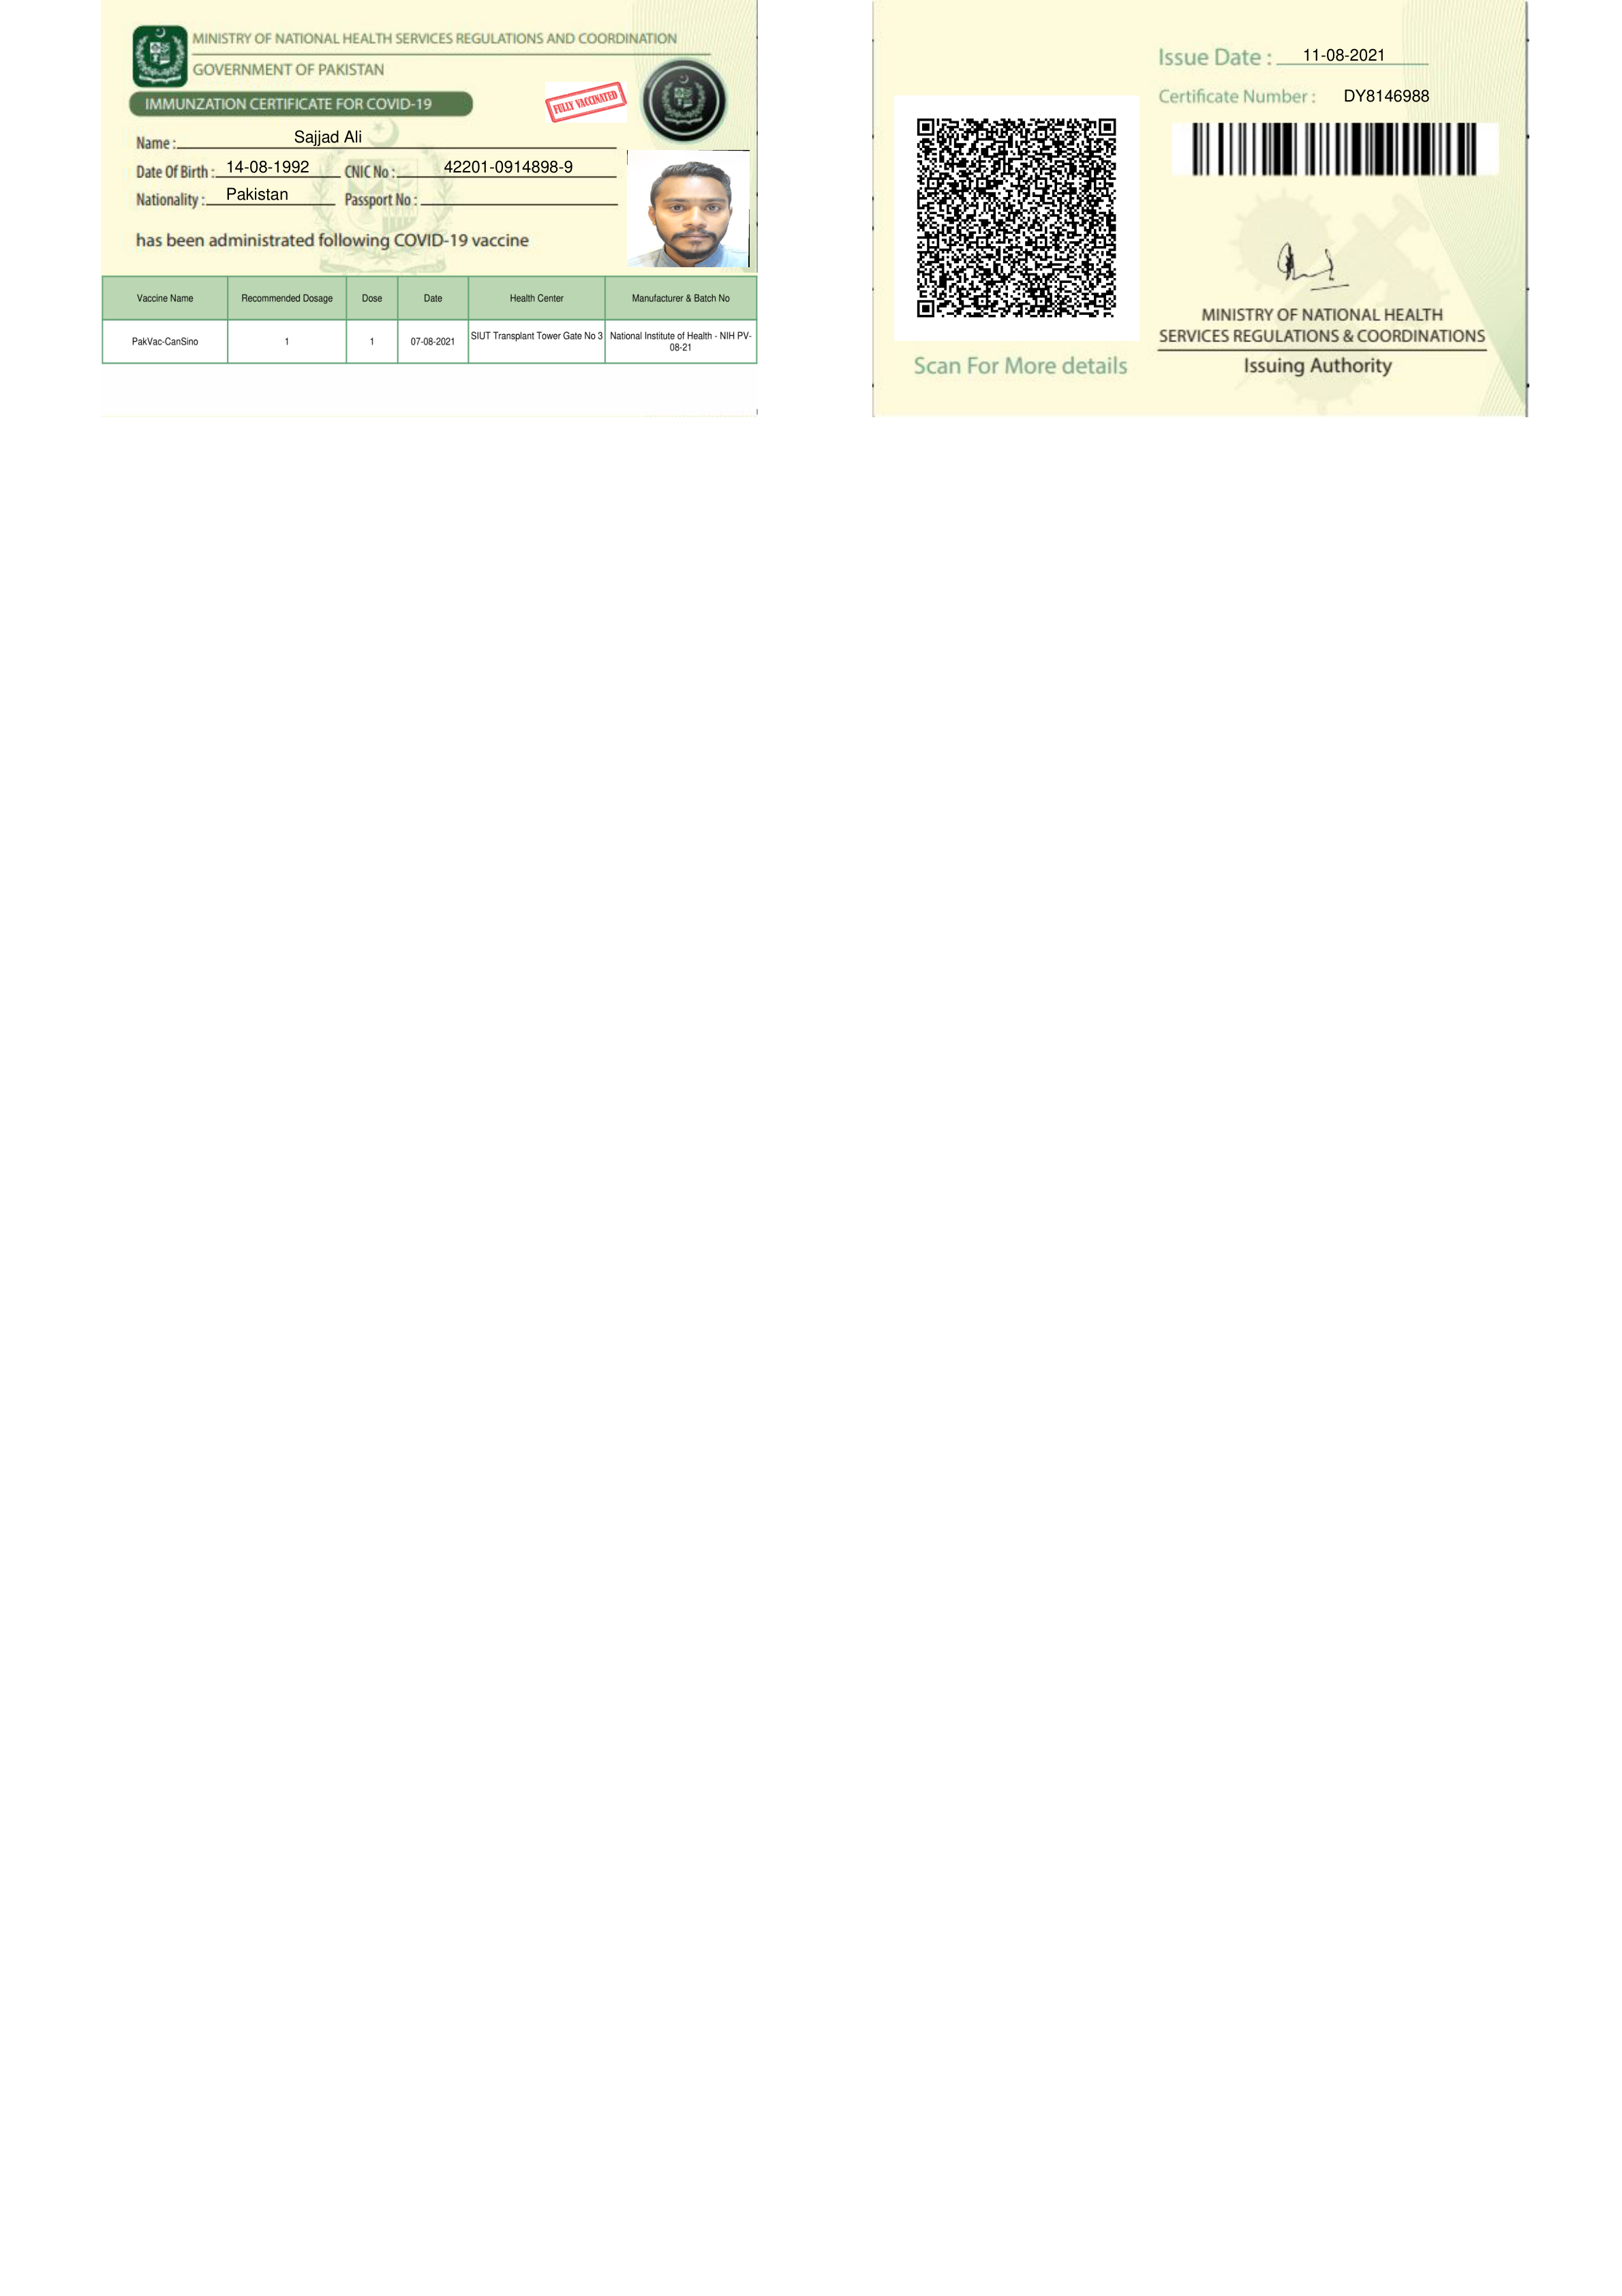 MINISTRY OF NATIONAL HEALTH SERVICES REGULATIONS AND COORDINATION
GOVERNMENT OF PAKISTAN
IMMUNZATION CERTIFICATE FOR COVID-19
FULLY VACCINATED
Name : Sajjad Ali
Date Of Birth : 14-08-1992 CNIC No : 42201-0914898-9
Nationality : Pakistan Passport No :
has been administrated following COVID-19 vaccine
Vaccine Name Recommended Dosage Dose Date Health Center Manufacturer & Batch No
PakVac-CanSino 1 1 07-08-2021 SIUT Transplant Tower Gate No 3 National Institute of Health - NIH PV-
08-21
Issue Date : 11-08-2021
Certificate Number : DY8146988
MINISTRY OF NATIONAL HEALTH
SERVICES REGULATIONS & COORDINATIONS
Issuing Authority
Scan For More details